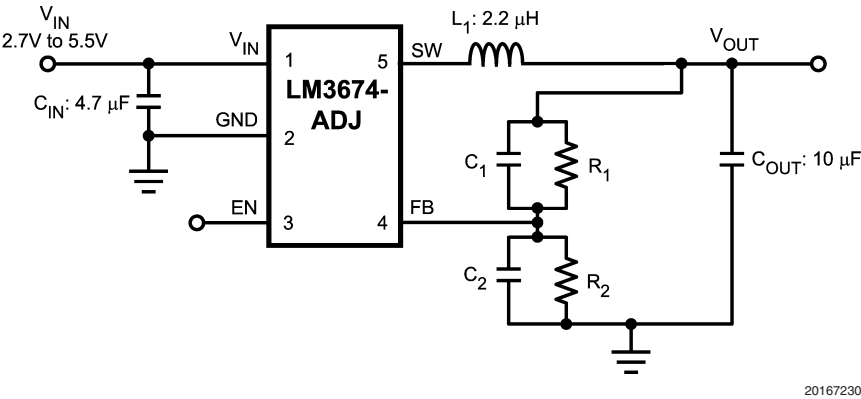 V_IN
2.7V to 5.5V
V_IN
1
5
SW
L_1: 2.2 μH
V_OUT
LM3674-
ADJ
C_IN: 4.7 μF
GND
2
C_1
R_1
C_OUT: 10 μF
EN
3
4
FB
C_2
R_2
20167230